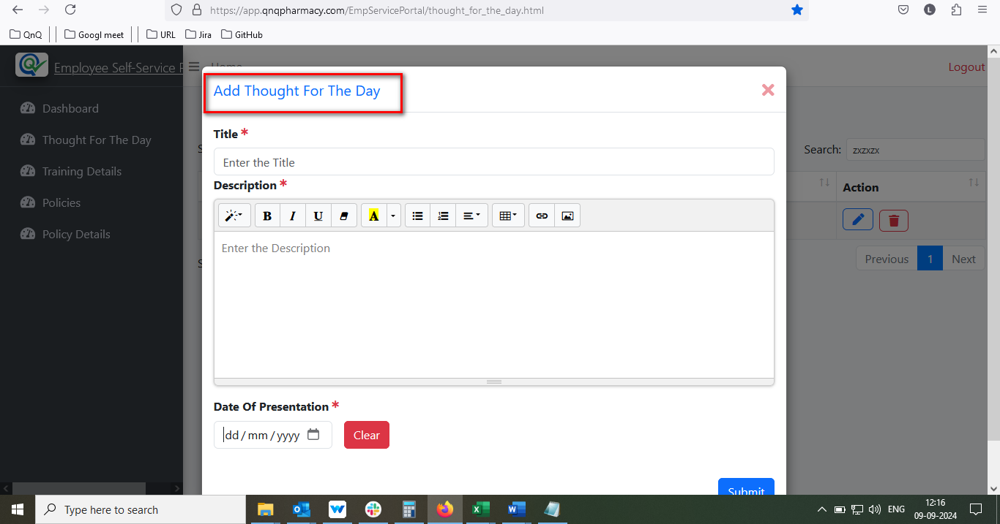 https://app.qnqpharmacy.com/EmpServicePortal/thought_for_the_day.html
L
QnQ
Googl meet
URL
Jira
GitHub
Employee Self-Service
Home
Logout
Dashboard
Thought For The Day
Training Details
Policies
Policy Details
Add Thought For The Day
Title *
Enter the Title
Description *
B I U A
Enter the Description
Date Of Presentation *
dd / mm / yyyy
Clear
Submit
Search: zxzxzx
Action
Previous 1 Next
Type here to search
ENG
12:16
09-09-2024